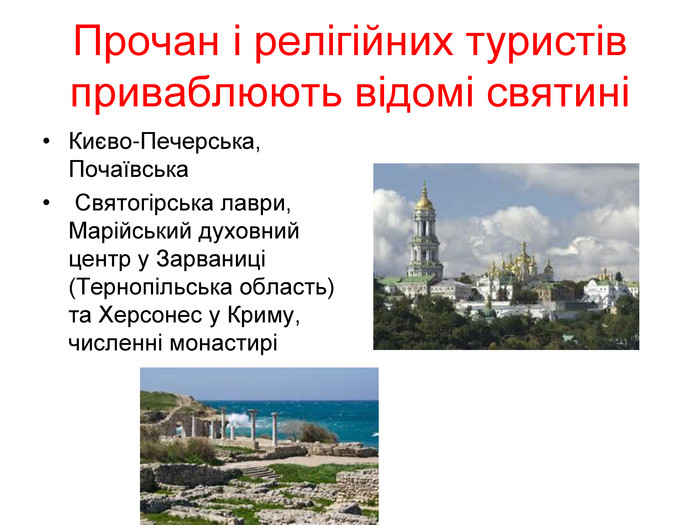 Прочан і релігійних туристів
приваблюють відомі святині
• Києво-Печерська,
Почаївська
• Святогірська лаври,
Марійський духовний
центр у Зарваниці
(Тернопільська область)
та Херсонес у Криму,
численні монастирі